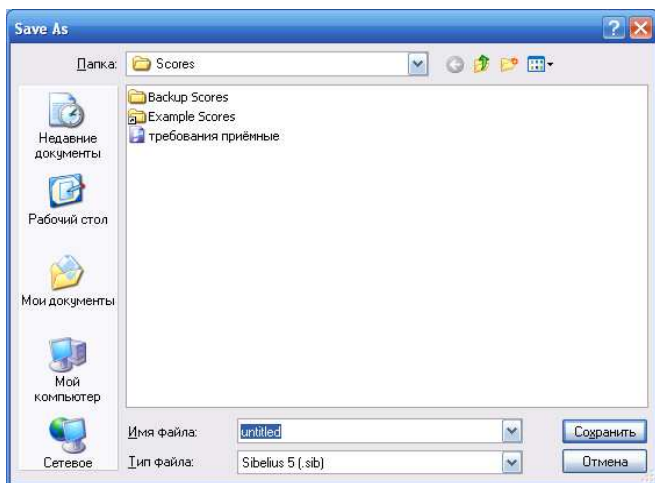 Save As
Папка:
Scores
Backup Scores
Example Scores
требования приёмные
Недавние
документы
Рабочий стол
Мои документы
Мой
компьютер
Сетевое
Имя файла:
untitled
Сохранить
Тип файла:
Sibelius 5 (.sib)
Отмена